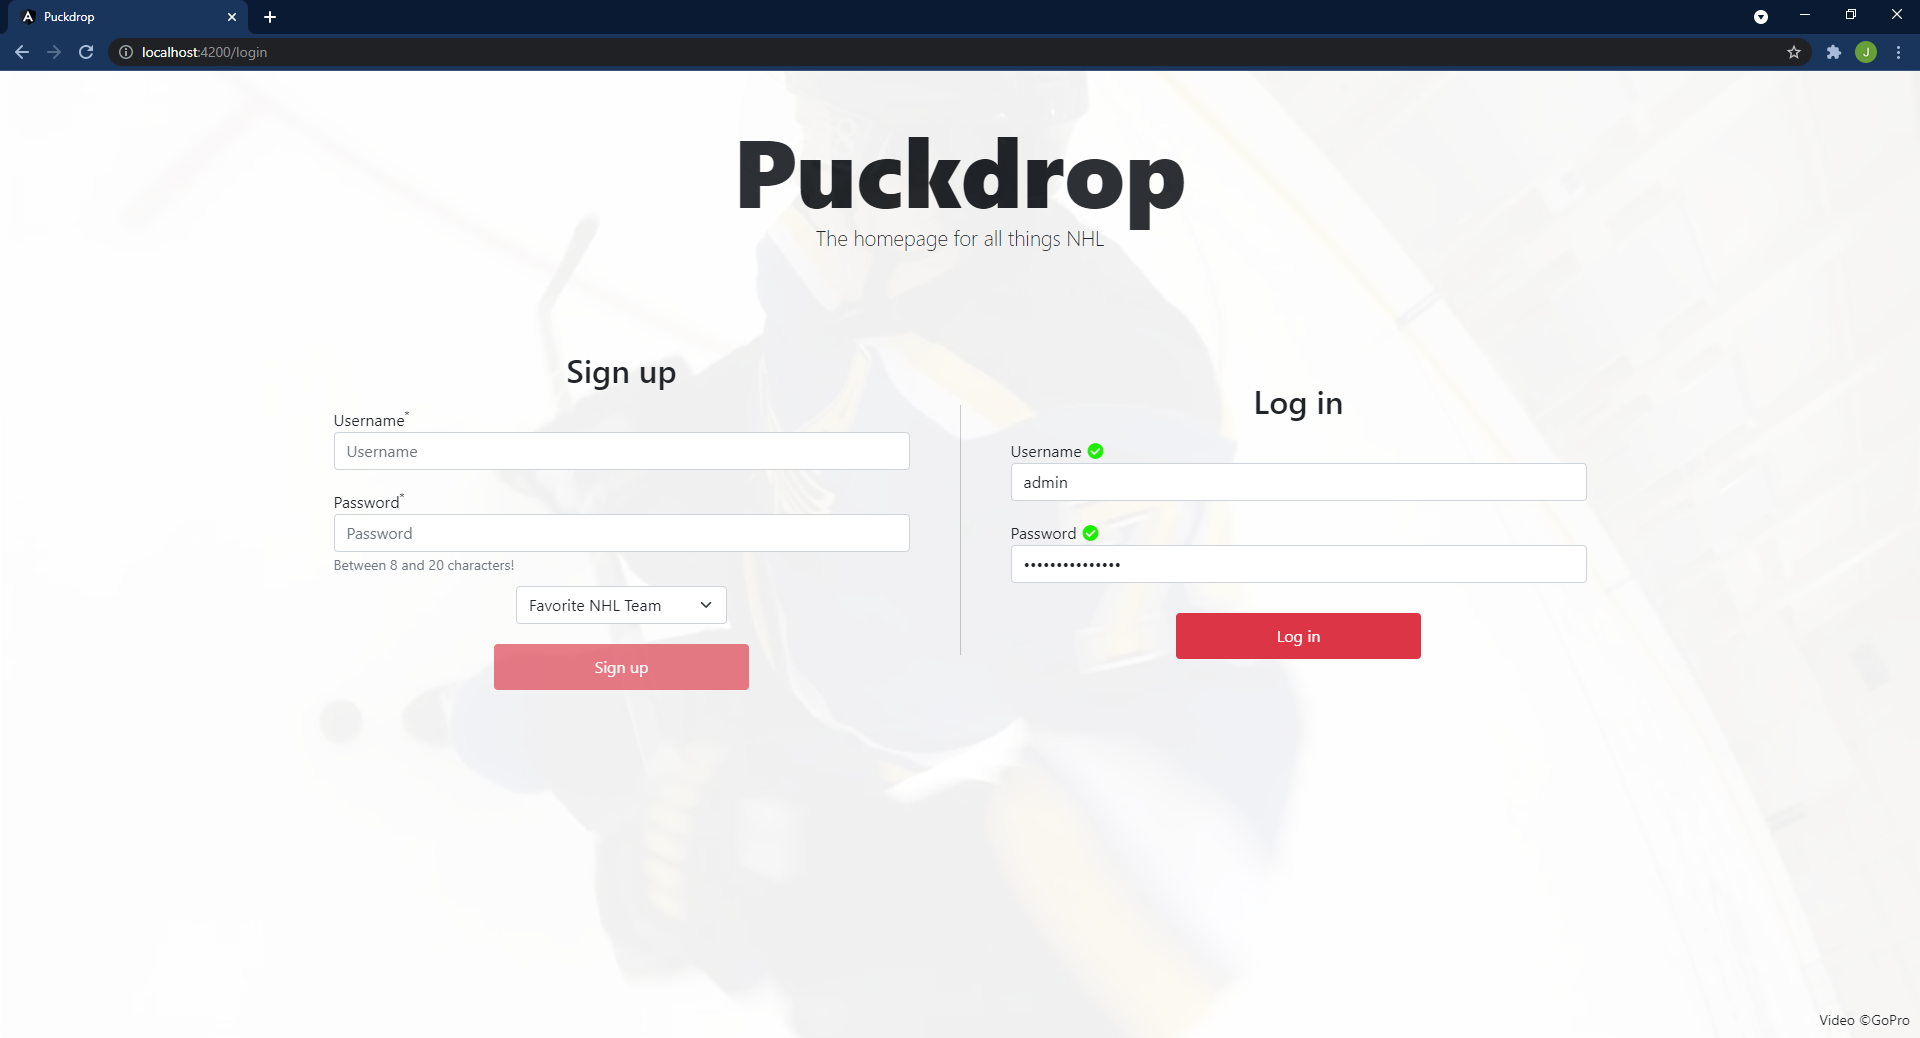 Puckdrop
localhost:4200/login
J
Puckdrop
The homepage for all things NHL
Sign up
Username*
Username
Password*
Password
Between 8 and 20 characters!
Favorite NHL Team
Sign up
Log in
Username
admin
Password
•••••••••••••••
Log in
Video ©GoPro